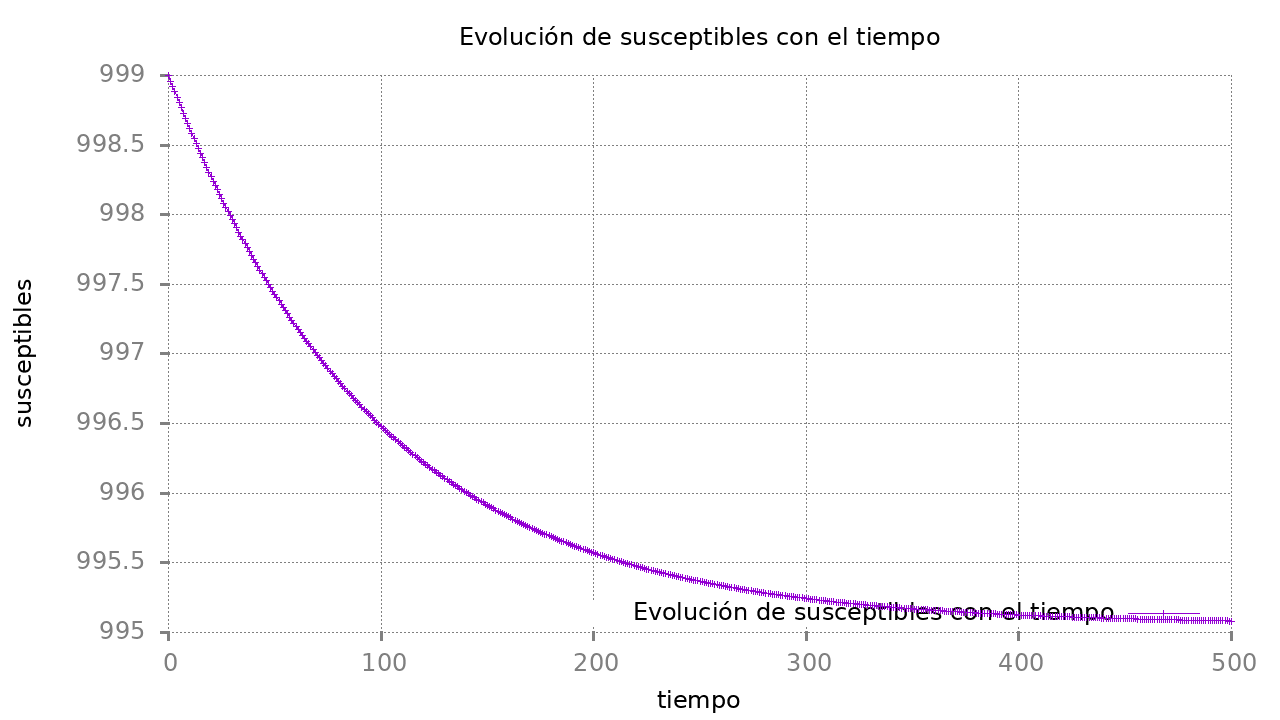 Evolución de susceptibles con el tiempo
999
998.5
998
997.5
997
996.5
996
995.5
995
susceptibles
Evolución de susceptibles con el tiempo
0 100 200 300 400 500
tiempo